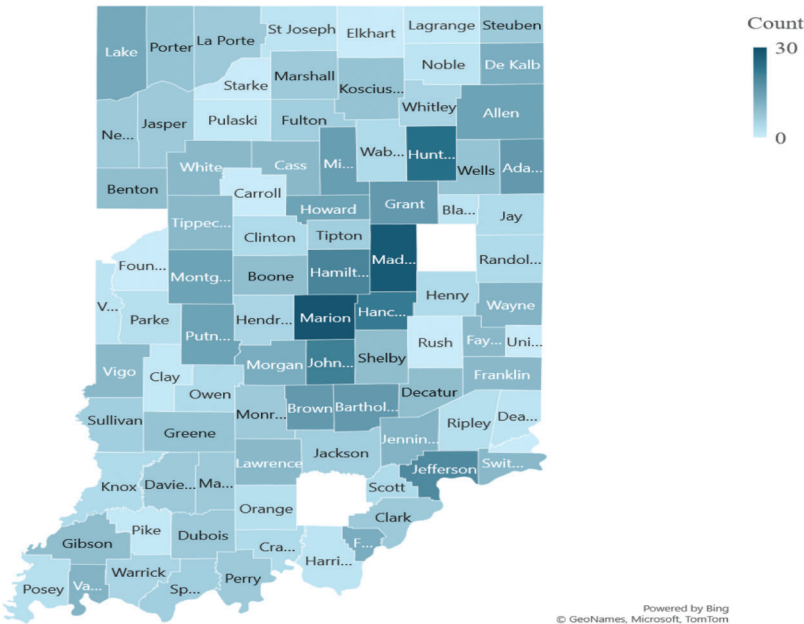 Count
30
0
St Joseph
Elkhart
Lagrange
Steuben
Lake
Porter
La Porte
Noble
De Kalb
Starke
Marshall
Koscius...
Whitley
Allen
Ne...
Jasper
Pulaski
Fulton
White
Cass
Mi...
Wab...
Hunt...
Wells
Ada...
Benton
Carroll
Howard
Grant
Bla...
Jay
Tippec...
Clinton
Tipton
Foun...
Montg...
Boone
Hamilt...
Mad...
Randol...
V...
Parke
Putn...
Hendr...
Marion
Hanc...
Henry
Wayne
Rush
Fay...
Uni...
Vigo
Clay
Morgan
John...
Shelby
Franklin
Owen
Decatur
Sullivan
Greene
Monr...
Brown
Barthol...
Ripley
Dea...
Jennin...
Jackson
Lawrence
Jefferson
Swit...
Knox
Davie...
Ma...
Scott
Orange
Clark
Pike
Dubois
Gibson
Cra...
F...
Harri...
Posey
Va...
Warrick
Sp...
Perry
Powered by Bing
© GeoNames, Microsoft, TomTom